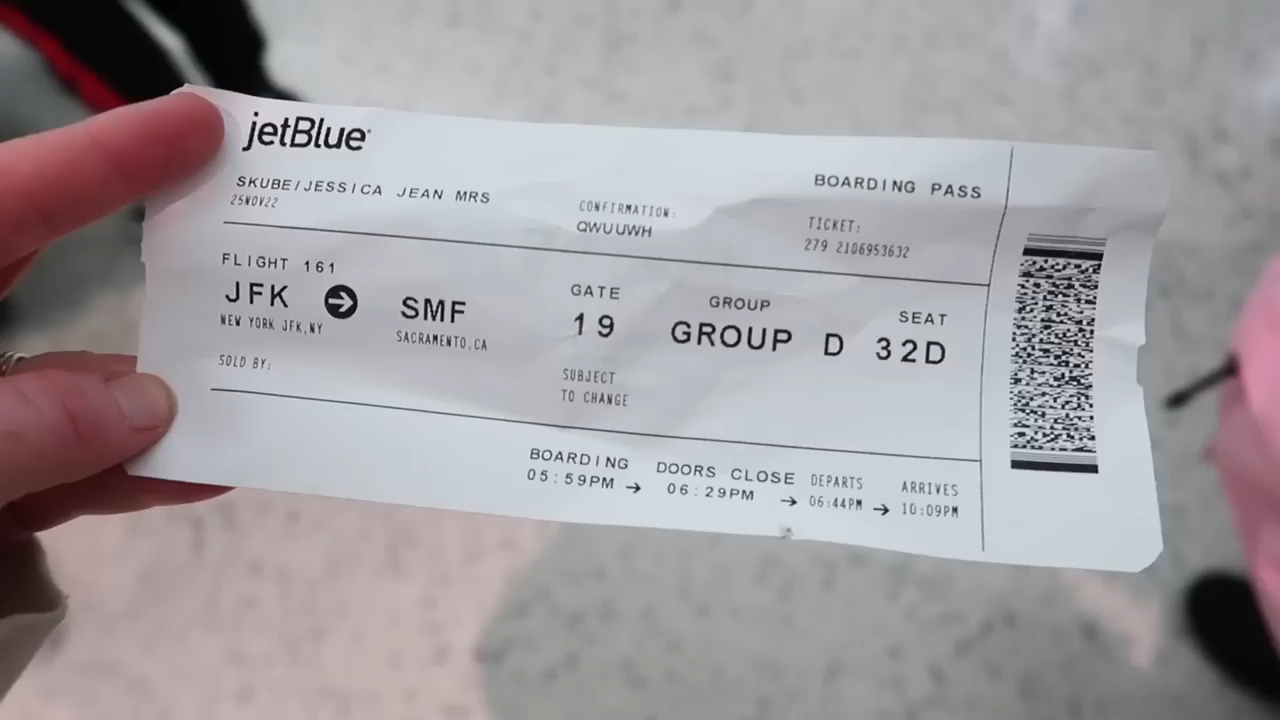 jetBlue
BOARDING PASS
SKUBE/JESSICA JEAN MRS
25NOV22
CONFIRMATION:
QWUUWH
TICKET:
279 2106953632
FLIGHT 161
JFK → SMF
NEW YORK JFK,NY
SACRAMENTO,CA
GATE
19
SUBJECT
TO CHANGE
GROUP
GROUP D
SEAT
32D
SOLD BY:
BOARDING
05:59PM →
DOORS CLOSE
06:29PM →
DEPARTS
06:44PM →
ARRIVES
10:09PM